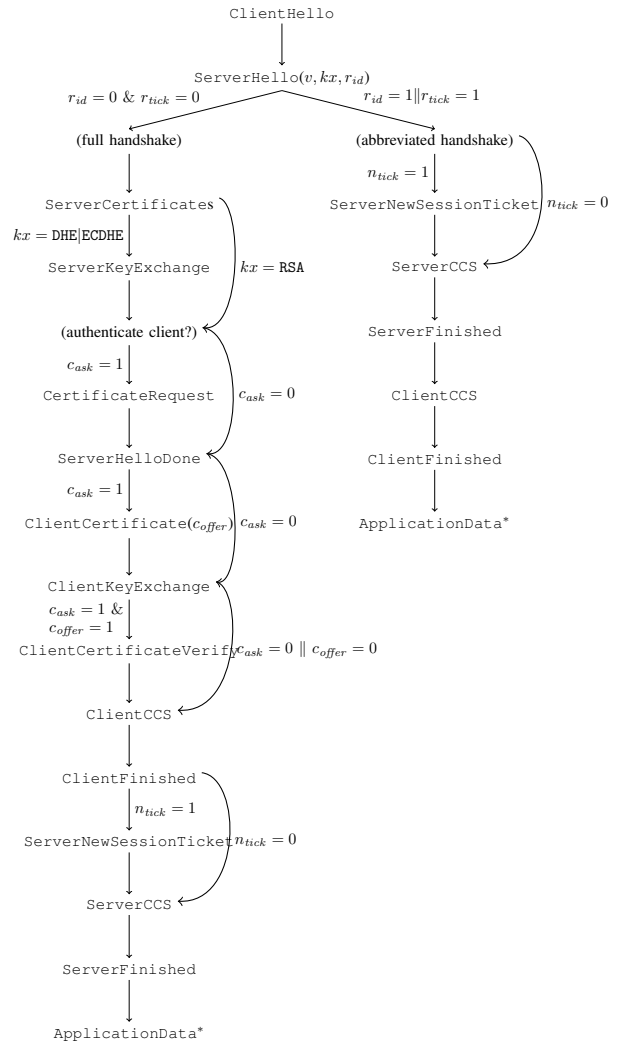 ClientHello
ServerHello(v, kx, r_id)
r_id = 0 & r_tick = 0
r_id = 1||r_tick = 1
(full handshake)
(abbreviated handshake)
n_tick = 1
n_tick = 0
ServerCertificates
ServerNewSessionTicket
kx = DHE|ECDHE
kx = RSA
ServerKeyExchange
ServerCCS
(authenticate client?)
ServerFinished
c_ask = 1
c_ask = 0
CertificateRequest
ClientCCS
ServerHelloDone
ClientFinished
c_ask = 1
c_ask = 0
ClientCertificate(c_offer)
ApplicationData*
ClientKeyExchange
c_ask = 1 &
c_offer = 1
ClientCertificateVerify
c_ask = 0 || c_offer = 0
ClientCCS
ClientFinished
n_tick = 1
n_tick = 0
ServerNewSessionTicket
ServerCCS
ServerFinished
ApplicationData*